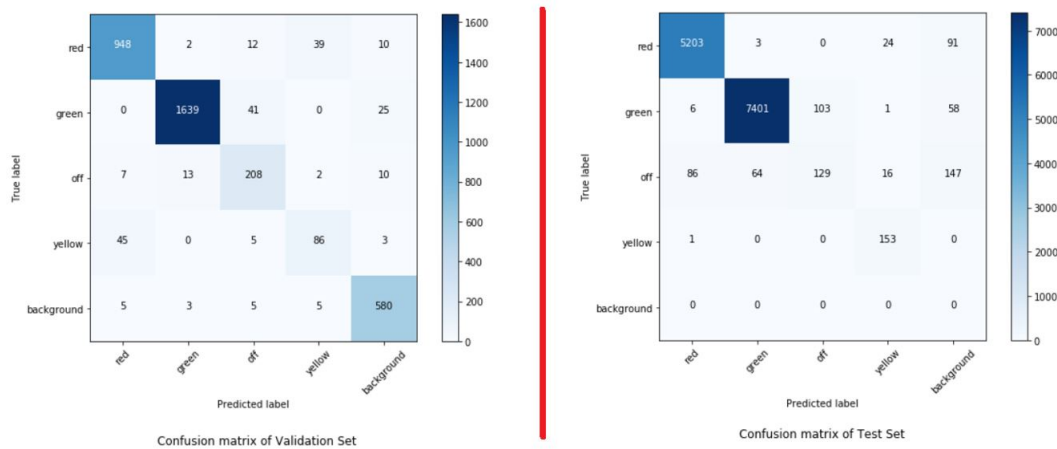 red 948 2 12 39 10
green 0 1639 41 0 25
off 7 13 208 2 10
yellow 45 0 5 86 3
background 5 3 5 5 580
red green off yellow background
True label
Predicted label
1600
1400
1200
1000
800
600
400
200
0
Confusion matrix of Validation Set
red 5203 3 0 24 91
green 6 7401 103 1 58
off 86 64 129 16 147
yellow 1 0 0 153 0
background 0 0 0 0 0
red green off yellow background
True label
Predicted label
7000
6000
5000
4000
3000
2000
1000
0
Confusion matrix of Test Set